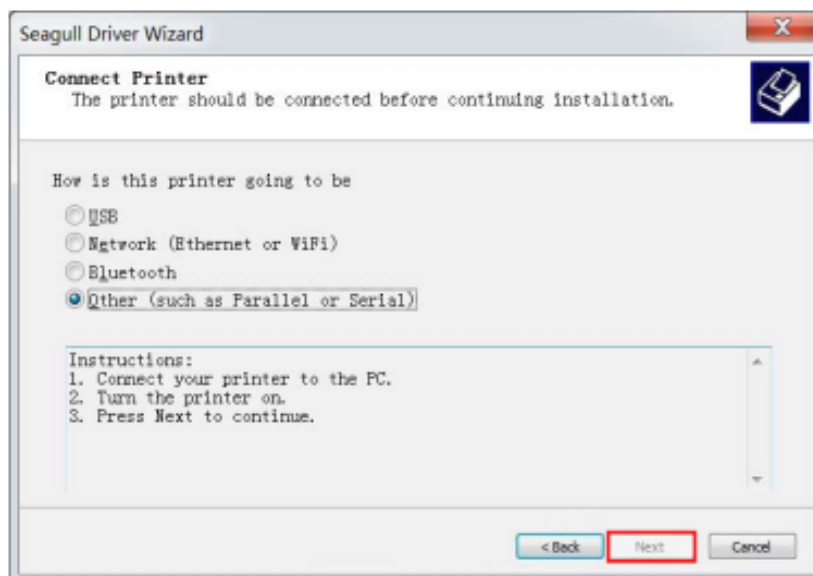 Seagull Driver Wizard
Connect Printer
The printer should be connected before continuing installation.
How is this printer going to be
USB
Network (Ethernet or WiFi)
Bluetooth
Other (such as Parallel or Serial)
Instructions:
1. Connect your printer to the PC.
2. Turn the printer on.
3. Press Next to continue.
< Back Next Cancel